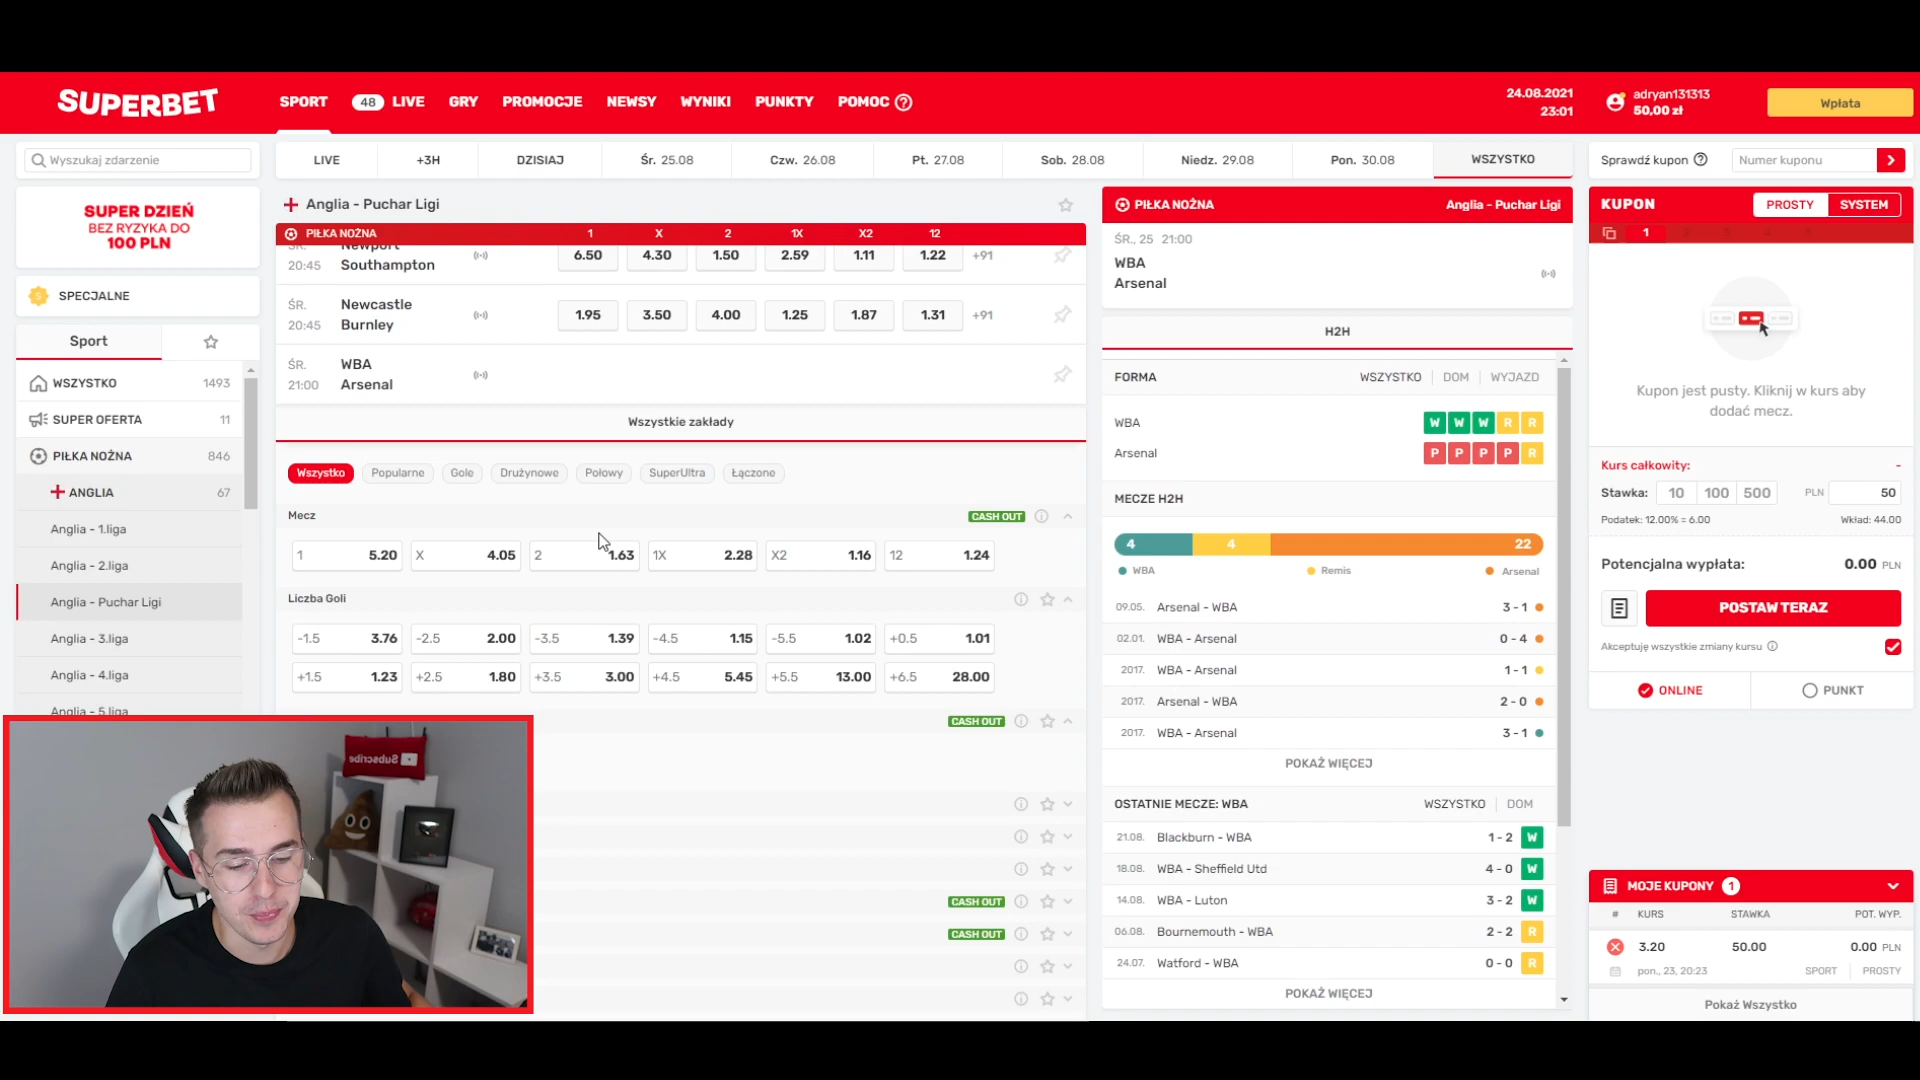 SUPERBET
SPORT
48 LIVE
GRY
PROMOCJE
NEWSY
WYNIKI
PUNKTY
POMOC
24.08.2021
23:01
adryan131313
50,00 zł
Wpłata
Wyszukaj zdarzenie
LIVE
+3H
DZISIAJ
Śr. 25.08
Czw. 26.08
Pt. 27.08
Sob. 28.08
Niedz. 29.08
Pon. 30.08
WSZYSTKO
Sprawdź kupon
Numer kuponu
SUPER DZIEŃ
BEZ RYZYKA DO
100 PLN
SPECJALNE
Sport
WSZYSTKO 1493
SUPER OFERTA 11
PIŁKA NOŻNA 846
ANGLIA 67
Anglia - 1.liga
Anglia - 2.liga
Anglia - Puchar Ligi
Anglia - 3.liga
Anglia - 4.liga
Anglia - 5.liga
Anglia - Puchar Ligi
PIŁKA NOŻNA 1 X 2 1X X2 12
ŚR. Newport
20:45 Southampton 6.50 4.30 1.50 2.59 1.11 1.22 +91
ŚR. Newcastle
20:45 Burnley 1.95 3.50 4.00 1.25 1.87 1.31 +91
ŚR. WBA
21:00 Arsenal
Wszystkie zakłady
Wszystko Popularne Gole Drużynowe Połowy SuperUltra Łączone
Mecz CASH OUT
1 5.20 X 4.05 2 1.63 1X 2.28 X2 1.16 12 1.24
Liczba Goli
-1.5 3.76 -2.5 2.00 -3.5 1.39 -4.5 1.15 -5.5 1.02 +0.5 1.01
+1.5 1.23 +2.5 1.80 +3.5 3.00 +4.5 5.45 +5.5 13.00 +6.5 28.00
CASH OUT
CASH OUT
CASH OUT
Subscribe
PIŁKA NOŻNA Anglia - Puchar Ligi
ŚR., 25 21:00
WBA
Arsenal
H2H
FORMA WSZYSTKO DOM WYJAZD
WBA W W W R R
Arsenal P P P P R
MECZE H2H
4 4 22
WBA Remis Arsenal
09.05. Arsenal - WBA 3 - 1
02.01. WBA - Arsenal 0 - 4
2017. WBA - Arsenal 1 - 1
2017. Arsenal - WBA 2 - 0
2017. WBA - Arsenal 3 - 1
POKAŻ WIĘCEJ
OSTATNIE MECZE: WBA WSZYSTKO DOM
21.08. Blackburn - WBA 1 - 2 W
18.08. WBA - Sheffield Utd 4 - 0 W
14.08. WBA - Luton 3 - 2 W
06.08. Bournemouth - WBA 2 - 2 R
24.07. Watford - WBA 0 - 0 R
POKAŻ WIĘCEJ
KUPON PROSTY SYSTEM
1
Kupon jest pusty. Kliknij w kurs aby
dodać mecz.
Kurs całkowity: -
Stawka: 10 100 500 PLN 50
Podatek: 12.00% = 6.00 Wkład: 44.00
Potencjalna wypłata: 0.00 PLN
POSTAW TERAZ
Akceptuję wszystkie zmiany kursu
ONLINE PUNKT
MOJE KUPONY 1
# KURS STAWKA POT. WYP.
3.20 50.00 0.00 PLN
pon., 23, 20:23 SPORT PROSTY
Pokaż Wszystko